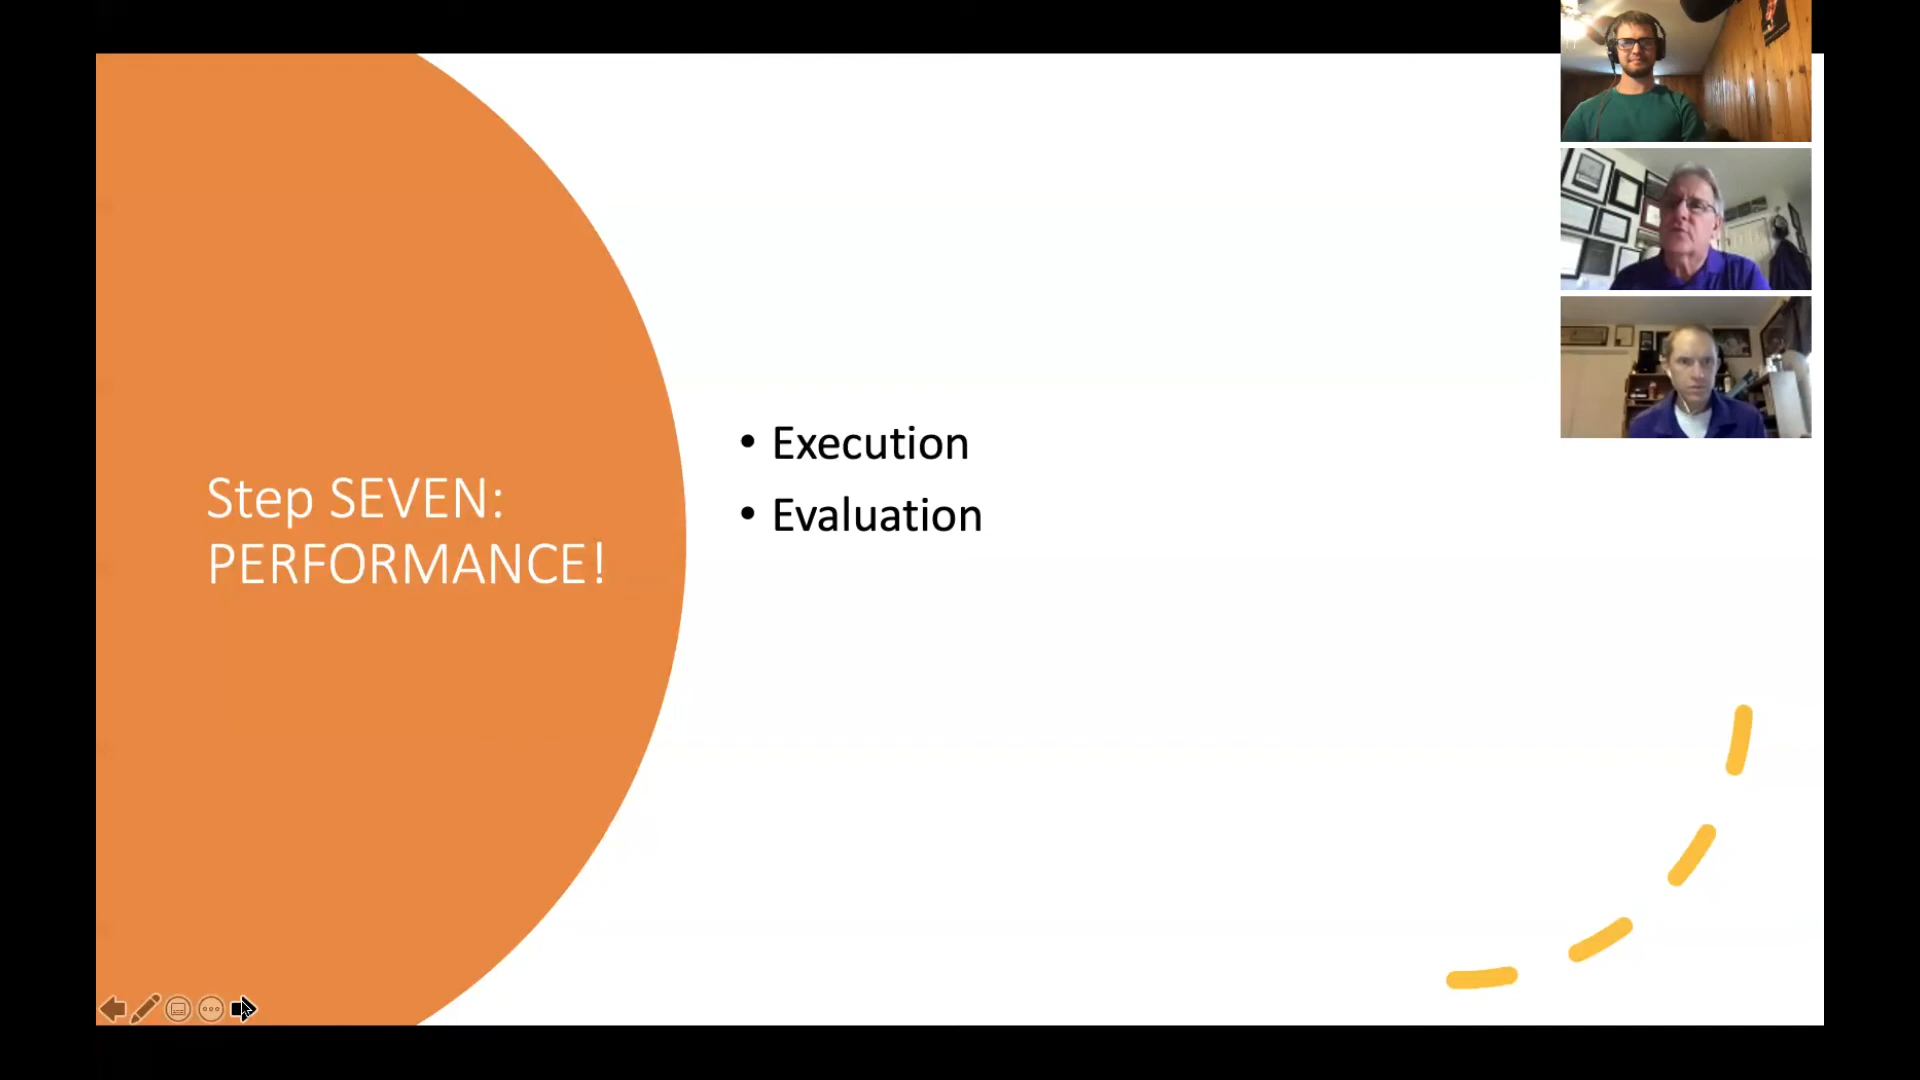 Step SEVEN:
PERFORMANCE!
• Execution
• Evaluation